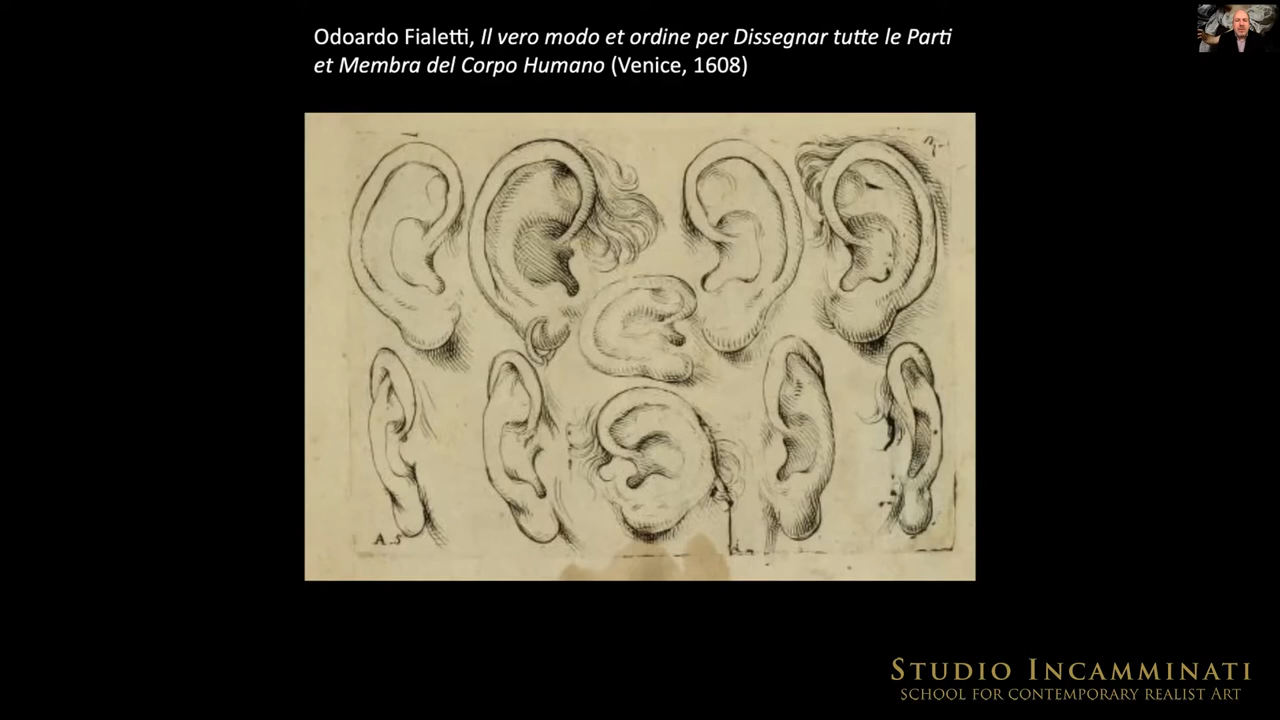 Odoardo Fialetti, Il vero modo et ordine per Dissegnar tutte le Parti
et Membra del Corpo Humano (Venice, 1608)
A.5
STUDIO INCAMMINATI
SCHOOL FOR CONTEMPORARY REALIST ART